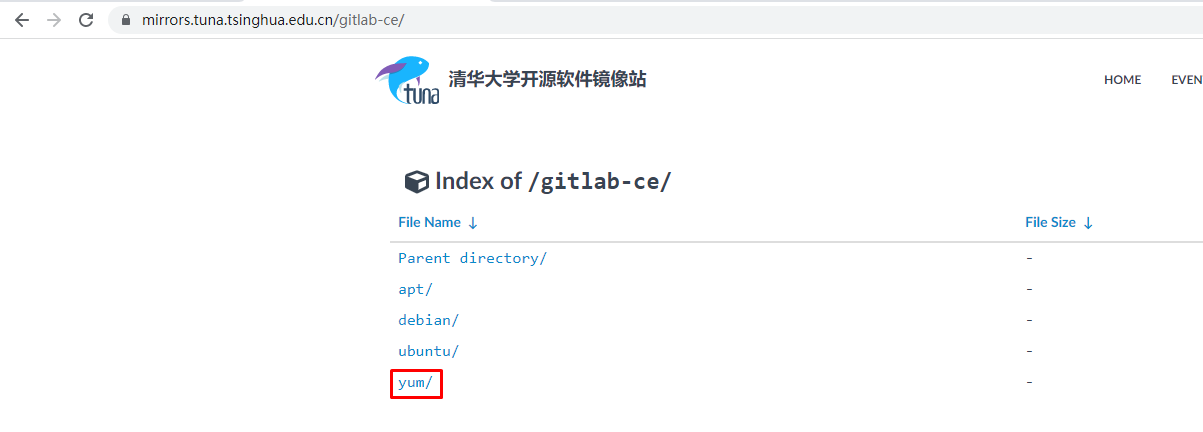 mirrors.tuna.tsinghua.edu.cn/gitlab-ce/
tuna 清华大学开源软件镜像站 HOME EVEN
Index of /gitlab-ce/
File Name ↓ File Size ↓
Parent directory/ -
apt/ -
debian/ -
ubuntu/ -
yum/ -